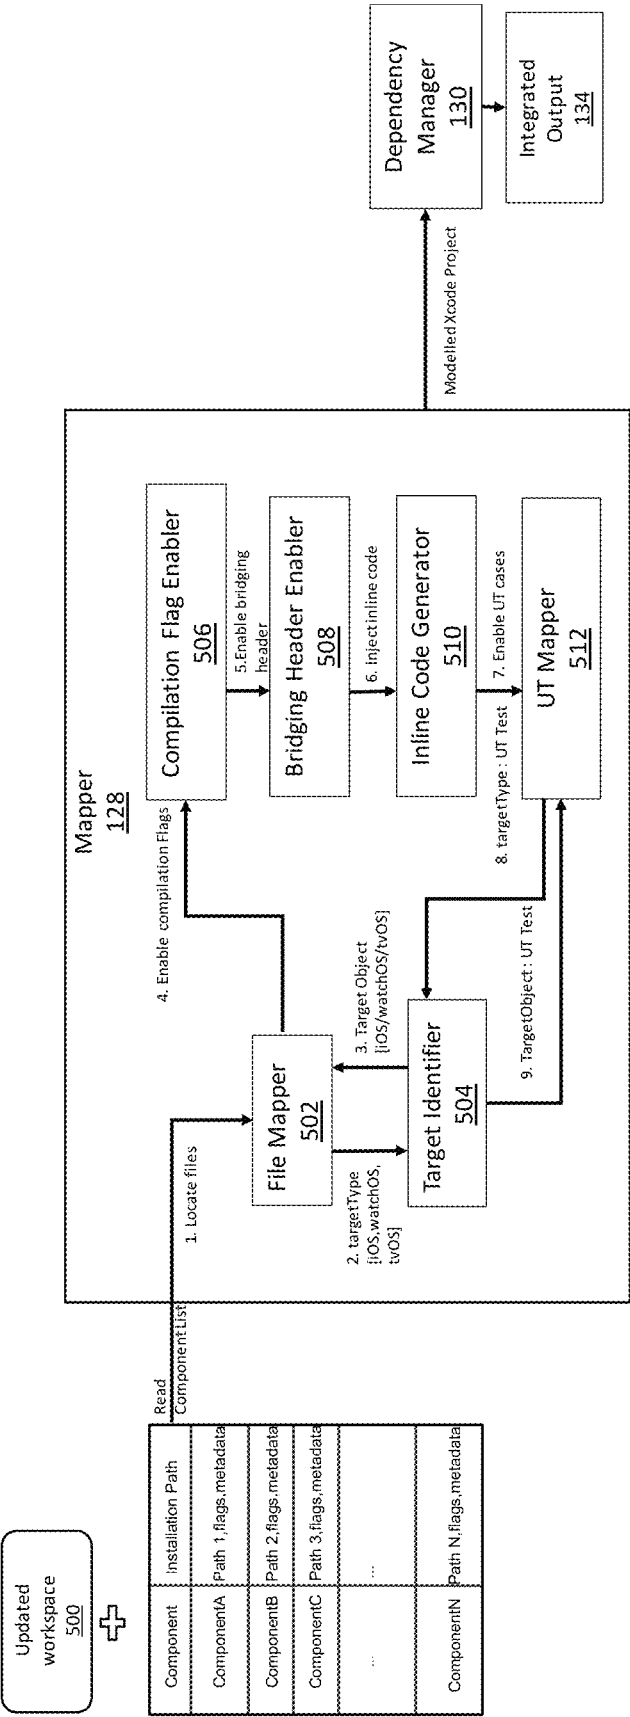 Updated
workspace
500
Component
Installation Path
ComponentA
Path 1,flags,metadata
ComponentB
Path 2,flags.metadata
ComponentC
Path 3,flags,metadata
...
...
ComponentN
Path N,flags,metadata
Read
Component List
Mapper
128
1. Locate files
File Mapper
502
2. targetType
[iOS,watchOS,
tvOS]
3. Target Object
[iOS/watchOS/tvOS]
Target Identifier
504
4. Enable compilation Flags
Compilation Flag Enabler
506
5.Enable bridging
header
Bridging Header Enabler
508
6. Inject inline code
Inline Code Generator
510
7. Enable UT cases
8. targetType : UT Test
UT Mapper
512
9. TargetObject : UT Test
Modelled Xcode Project
Dependency
Manager
130
Integrated
Output
134